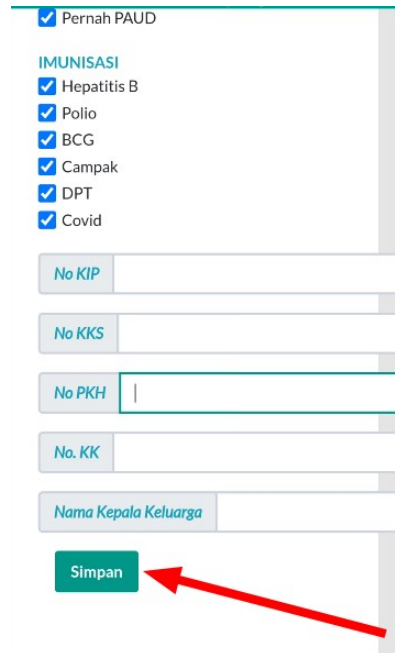 Pernah PAUD
IMUNISASI
Hepatitis B
Polio
BCG
Campak
DPT
Covid
No KIP
No KKS
No PKH
No. KK
Nama Kepala Keluarga
Simpan